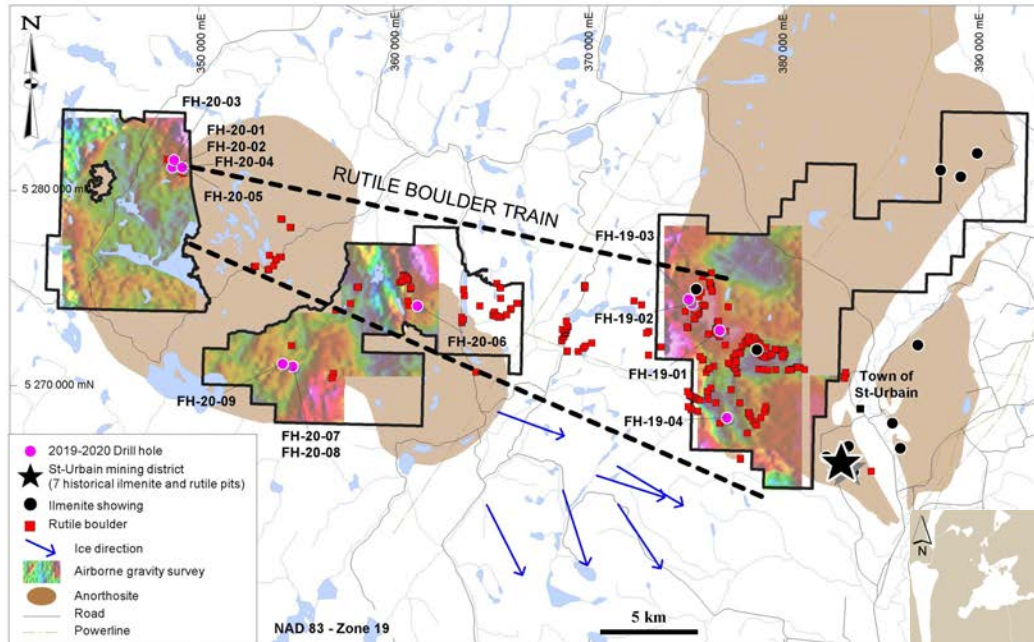 N
350 000 mE
360 000 mE
370 000 mE
380 000 mE
390 000 mE
FH-20-03
FH-20-01
FH-20-02
FH-20-04
FH-20-05
5 280 000 mN
RUTILE BOULDER TRAIN
FH-19-03
FH-19-02
FH-20-06
FH-19-01
5 270 000 mN
Town of
St-Urbain
FH-20-09
FH-19-04
FH-20-07
FH-20-08
2019-2020 Drill hole
St-Urbain mining district
(7 historical ilmenite and rutile pits)
Ilmenite showing
Rutile boulder
Ice direction
Airborne gravity survey
Anorthosite
Road
Powerline
NAD 83 - Zone 19
5 km
N